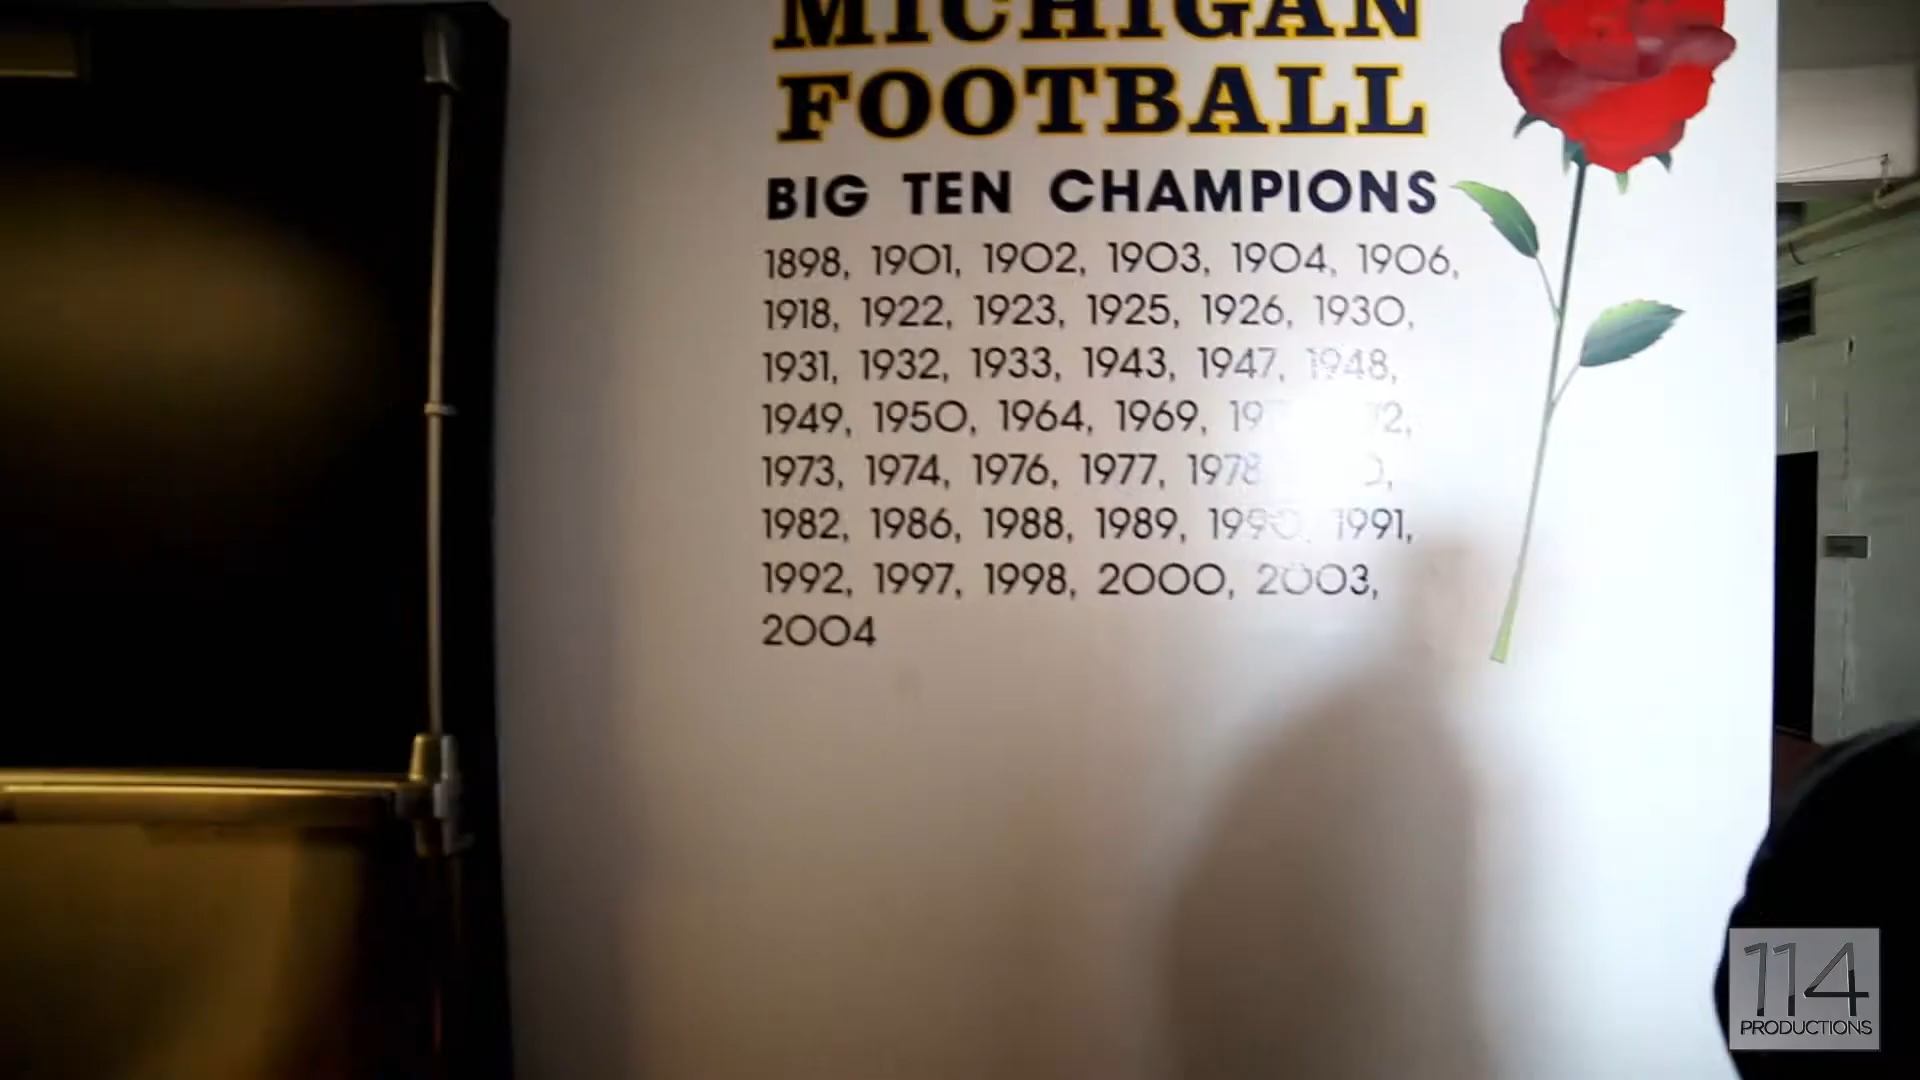 MICHIGAN
FOOTBALL
BIG TEN CHAMPIONS
1898, 1901, 1902, 1903, 1904, 1906,
1918, 1922, 1923, 1925, 1926, 1930,
1931, 1932, 1933, 1943, 1947, 1948,
1949, 1950, 1964, 1969,
1973, 1974, 1976, 1977, 1978
1982, 1986, 1988, 1989, 1990, 1991,
1992, 1997, 1998, 2000, 2003,
2004
114
PRODUCTIONS